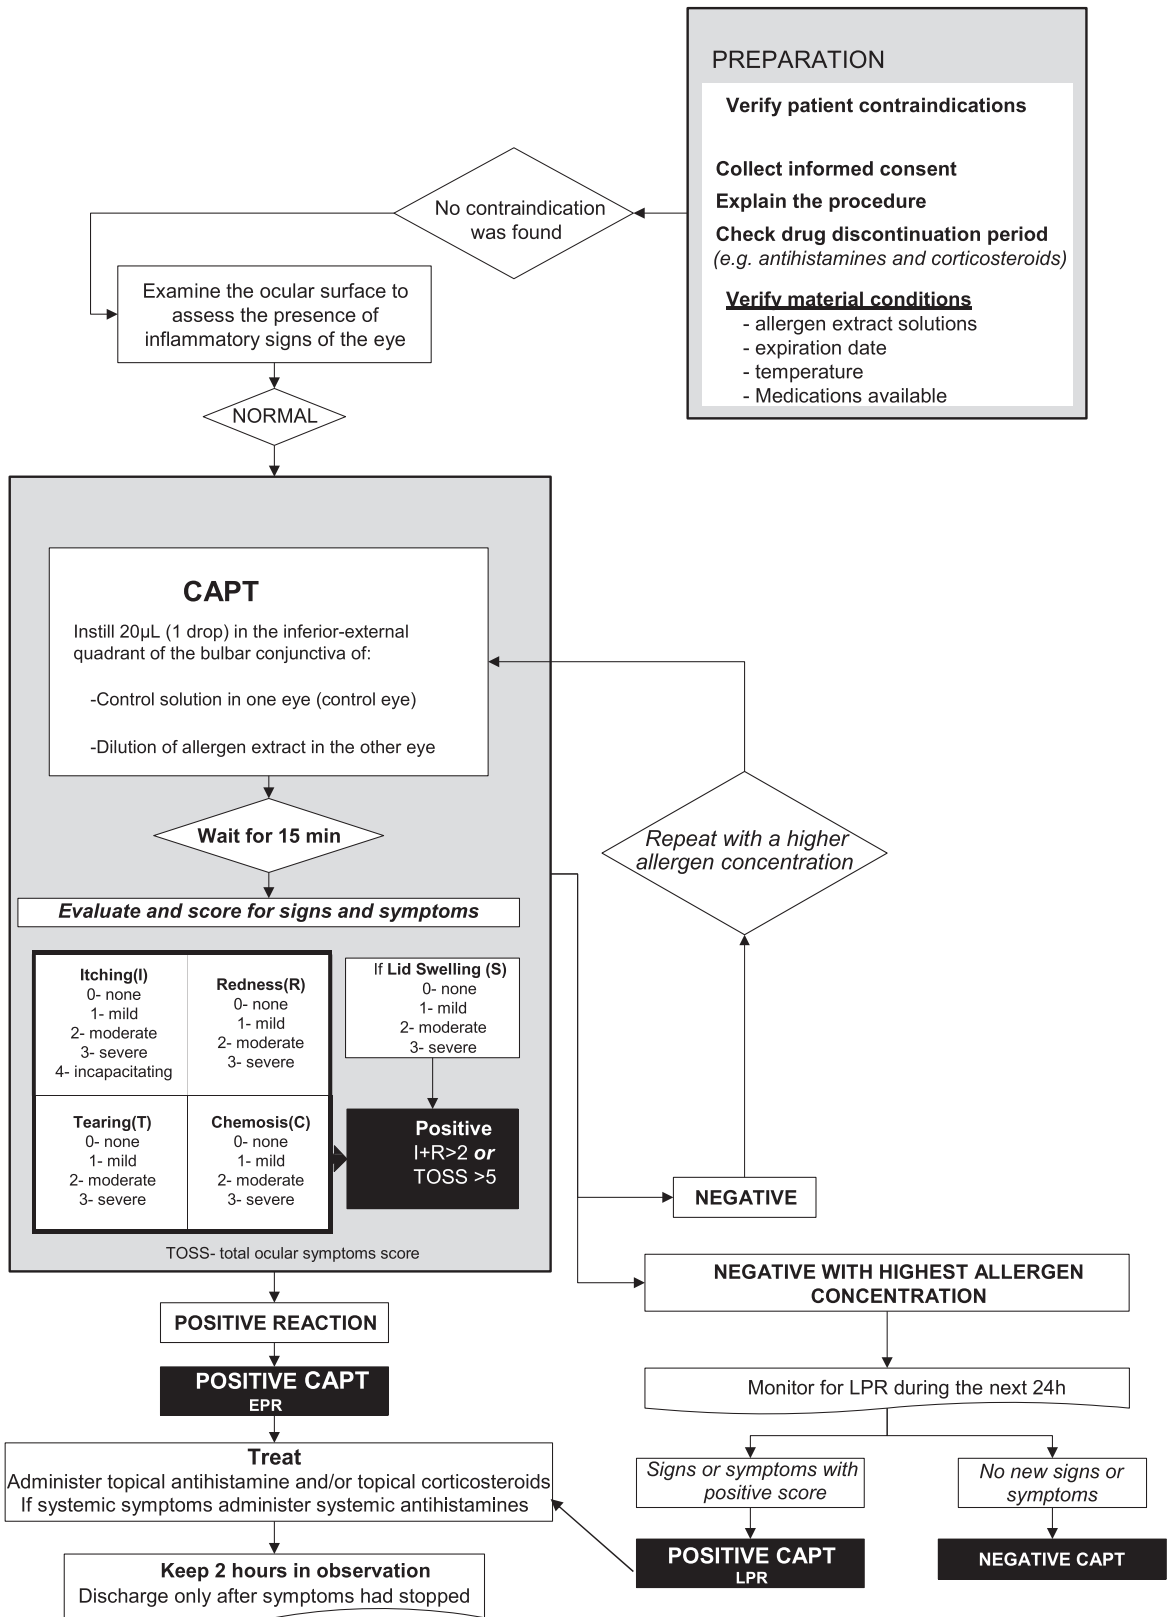 PREPARATION
Verify patient contraindications
Collect informed consent
Explain the procedure
Check drug discontinuation period
(e.g. antihistamines and corticosteroids)
Verify material conditions
- allergen extract solutions
- expiration date
- temperature
- Medications available
No contraindication
was found
Examine the ocular surface to
assess the presence of
inflammatory signs of the eye
NORMAL
CAPT
Instill 20µL (1 drop) in the inferior-external
quadrant of the bulbar conjunctiva of:
-Control solution in one eye (control eye)
-Dilution of allergen extract in the other eye
Wait for 15 min
Evaluate and score for signs and symptoms
Itching(I)
0- none
1- mild
2- moderate
3- severe
4- incapacitating
Redness(R)
0- none
1- mild
2- moderate
3- severe
Tearing(T)
0- none
1- mild
2- moderate
3- severe
Chemosis(C)
0- none
1- mild
2- moderate
3- severe
If Lid Swelling (S)
0- none
1- mild
2- moderate
3- severe
Positive
I+R>2 or
TOSS >5
TOSS- total ocular symptoms score
Repeat with a higher
allergen concentration
NEGATIVE
NEGATIVE WITH HIGHEST ALLERGEN
CONCENTRATION
Monitor for LPR during the next 24h
Signs or symptoms with
positive score
No new signs or
symptoms
POSITIVE CAPT
LPR
NEGATIVE CAPT
POSITIVE REACTION
POSITIVE CAPT
EPR
Treat
Administer topical antihistamine and/or topical corticosteroids
If systemic symptoms administer systemic antihistamines
Keep 2 hours in observation
Discharge only after symptoms had stopped